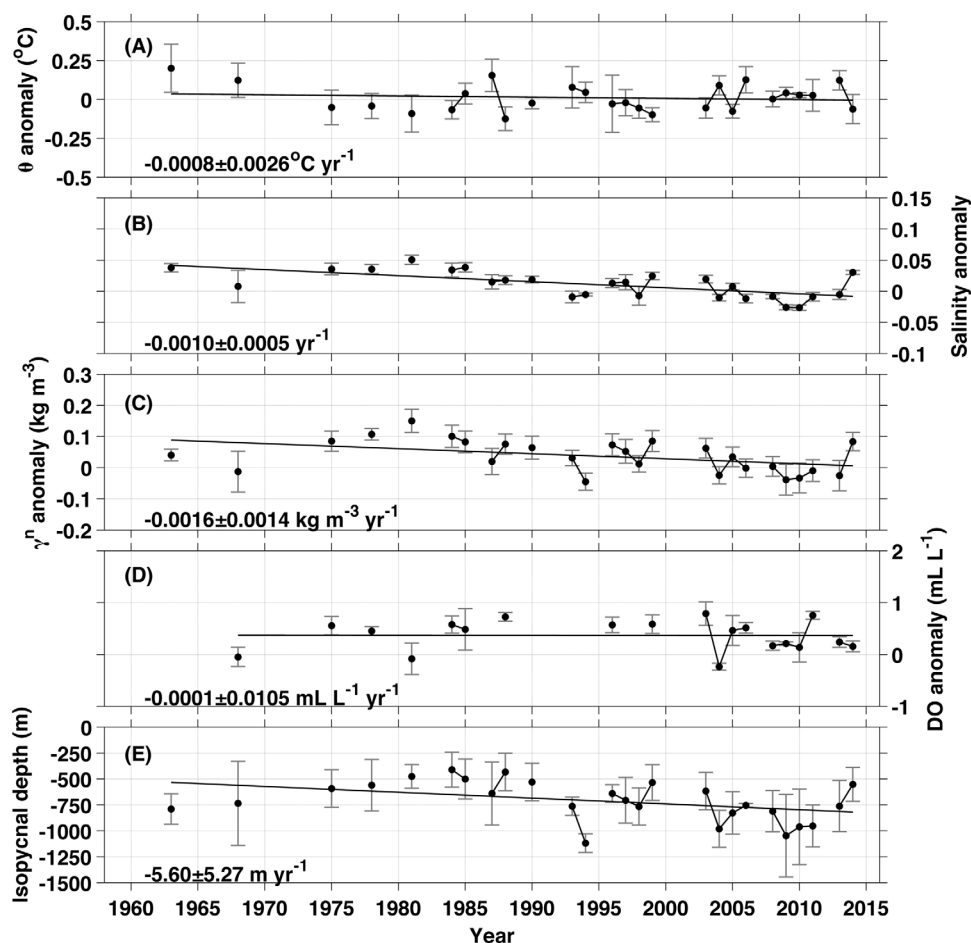 0.5
0.25
0
-0.25
-0.5
θ anomaly (°C)
(A)
-0.0008±0.0026°C yr⁻¹
0.15
0.1
0.05
0
-0.05
-0.1
Salinity anomaly
(B)
-0.0010±0.0005 yr⁻¹
0.3
0.2
0.1
0
-0.1
-0.2
γⁿ anomaly (kg m⁻³)
(C)
-0.0016±0.0014 kg m⁻³ yr⁻¹
2
1
0
-1
DO anomaly (mL L⁻¹)
(D)
-0.0001±0.0105 mL L⁻¹ yr⁻¹
0
-250
-500
-750
-1000
-1250
-1500
Isopycnal depth (m)
(E)
-5.60±5.27 m yr⁻¹
1960 1965 1970 1975 1980 1985 1990 1995 2000 2005 2010 2015
Year